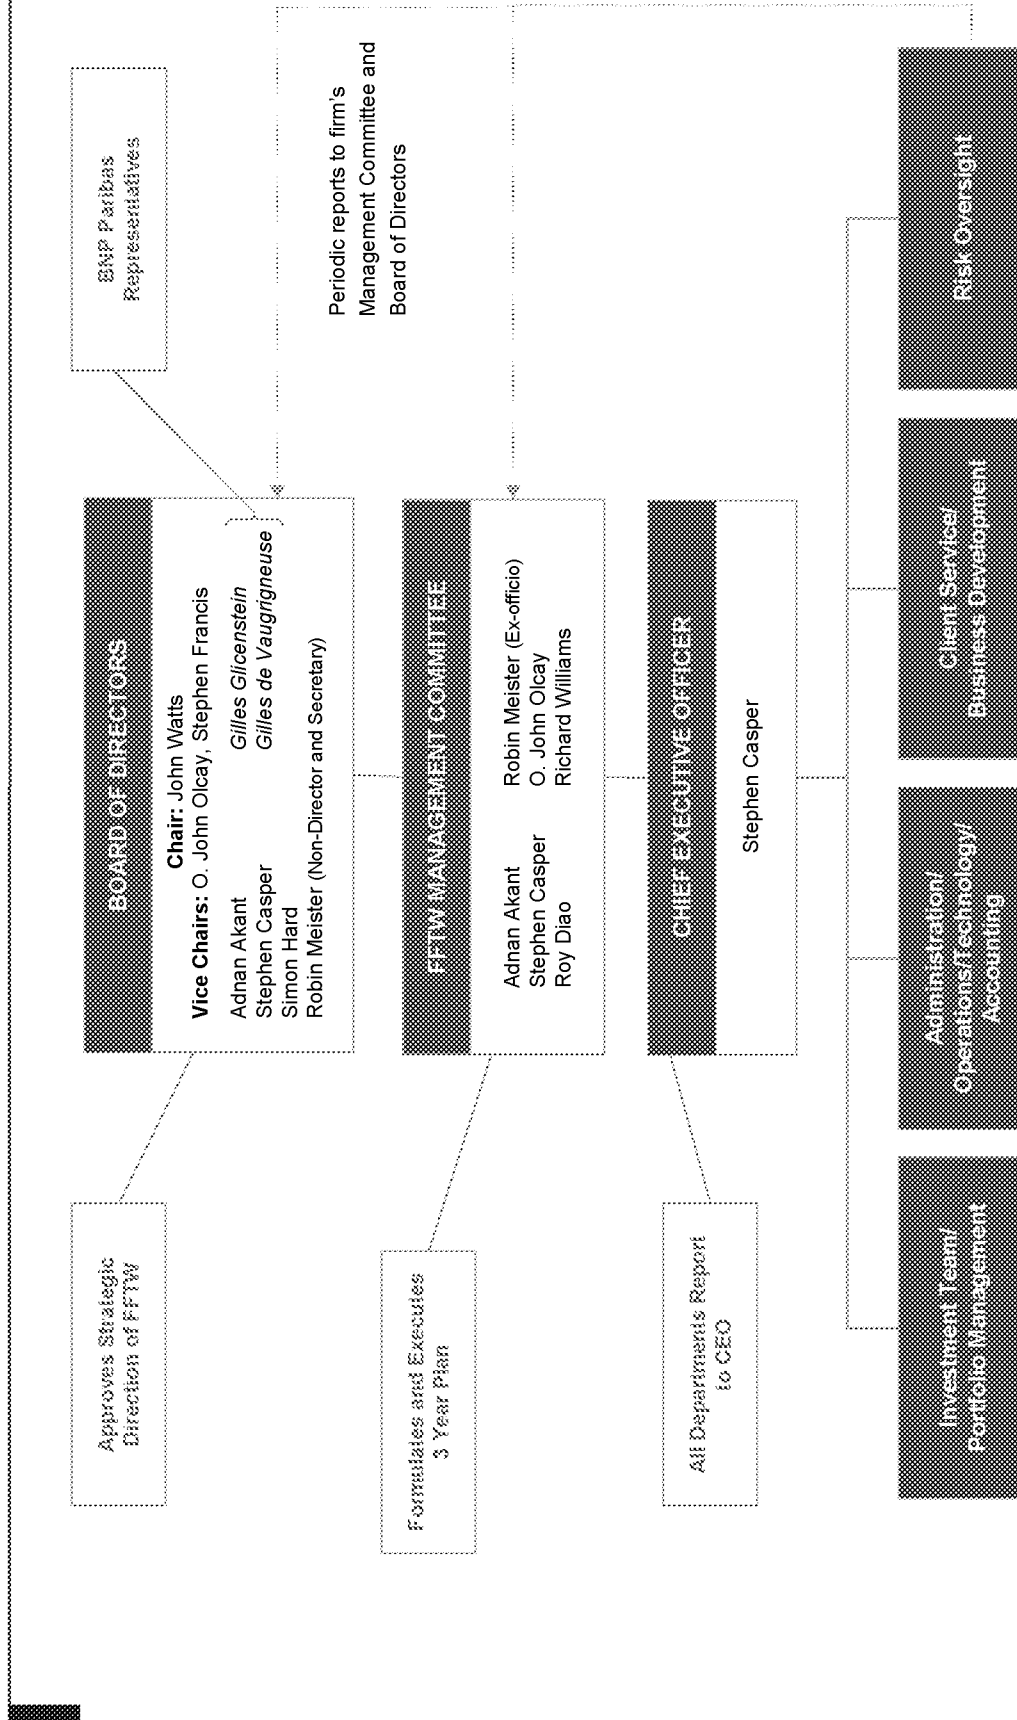 BNP Paribas
Representatives
Approves Strategic
Direction of FFTW
BOARD OF DIRECTORS
Chair: John Watts
Vice Chairs: O. John Olcay, Stephen Francis
Adnan Akant
Stephen Casper
Simon Hard
Robin Meister (Non-Director and Secretary)
Gilles Glicenstein
Gilles de Vaugrigneuse
Periodic reports to firm's
Management Committee and
Board of Directors
Formulates and Executes
3 Year Plan
FFTW MANAGEMENT COMMITTEE
Adnan Akant
Stephen Casper
Roy Diao
Robin Meister (Ex-officio)
O. John Olcay
Richard Williams
All Departments Report
to CEO
CHIEF EXECUTIVE OFFICER
Stephen Casper
Investment Team/
Portfolio Management
Administration/
Operations/Technology/
Accounting
Client Service/
Business Development
Risk Oversight